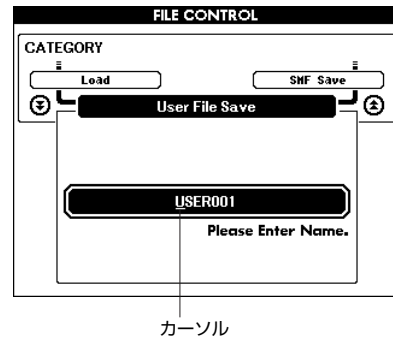 FILE CONTROL
CATEGORY
Load
SMF Save
User File Save
USER001
Please Enter Name.
カーソル